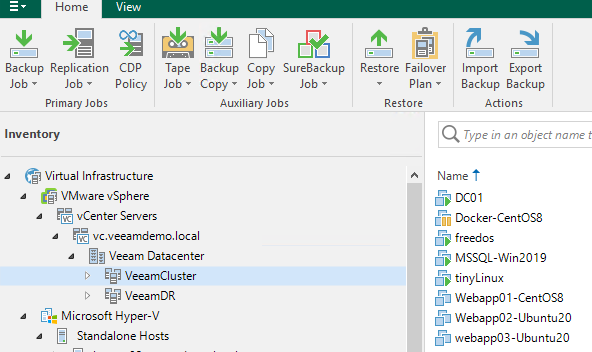 Home View
Backup Replication CDP Tape Backup Copy SureBackup Restore Failover Import Export
Job Job Policy Job Copy Job Job Plan Backup Backup
Primary Jobs Auxiliary Jobs Restore Actions
Inventory
Type in an object name t
Virtual Infrastructure
VMware vSphere
vCenter Servers
vc.veeamdemo.local
Veeam Datacenter
VeeamCluster
VeeamDR
Microsoft Hyper-V
Standalone Hosts
Name
DC01
Docker-CentOS8
freedos
MSSQL-Win2019
tinyLinux
Webapp01-CentOS8
Webapp02-Ubuntu20
webapp03-Ubuntu20